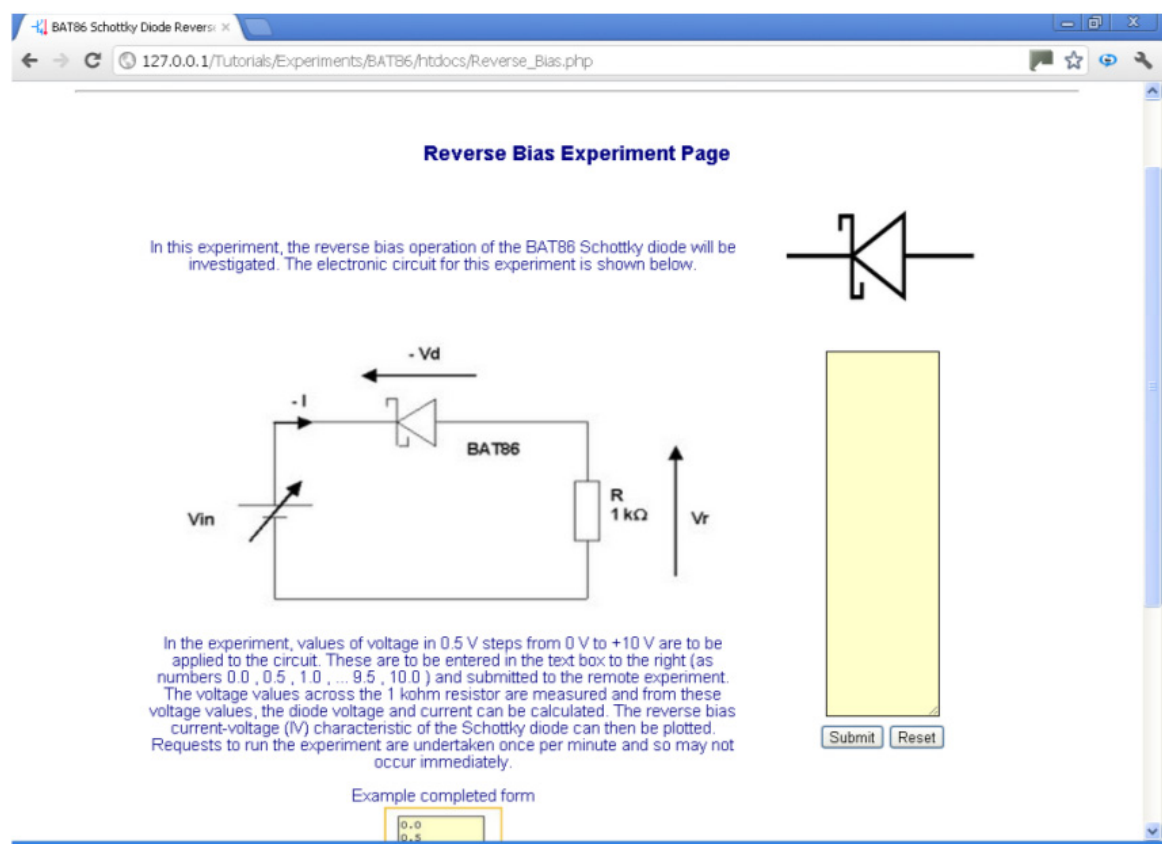 BAT86 Schottky Diode Revers
127.0.0.1/Tutorials/Experiments/BAT86/htdocs/Reverse_Bias.php
Reverse Bias Experiment Page
In this experiment, the reverse bias operation of the BAT86 Schottky diode will be
investigated. The electronic circuit for this experiment is shown below.
- Vd
- I
BAT86
Vin
R
1 kΩ
Vr
In the experiment, values of voltage in 0.5 V steps from 0 V to +10 V are to be
applied to the circuit. These are to be entered in the text box to the right (as
numbers 0.0 , 0.5 , 1.0 , ... 9.5 , 10.0 ) and submitted to the remote experiment.
The voltage values across the 1 kohm resistor are measured and from these
voltage values, the diode voltage and current can be calculated. The reverse bias
current-voltage (IV) characteristic of the Schottky diode can then be plotted.
Requests to run the experiment are undertaken once per minute and so may not
occur immediately.
Submit Reset
Example completed form
0.0
0.5